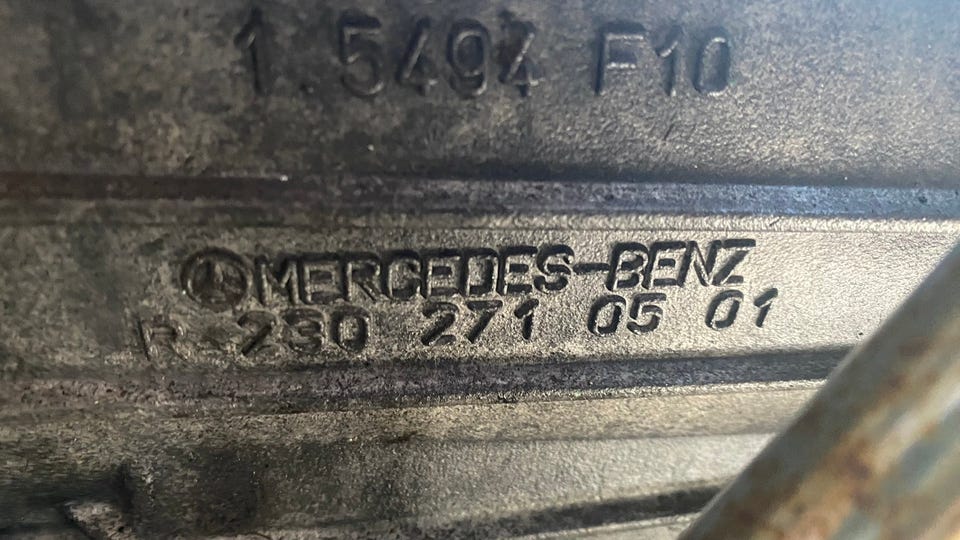 1.5494 F10
MERCEDES-BENZ
R 230 271 05 01